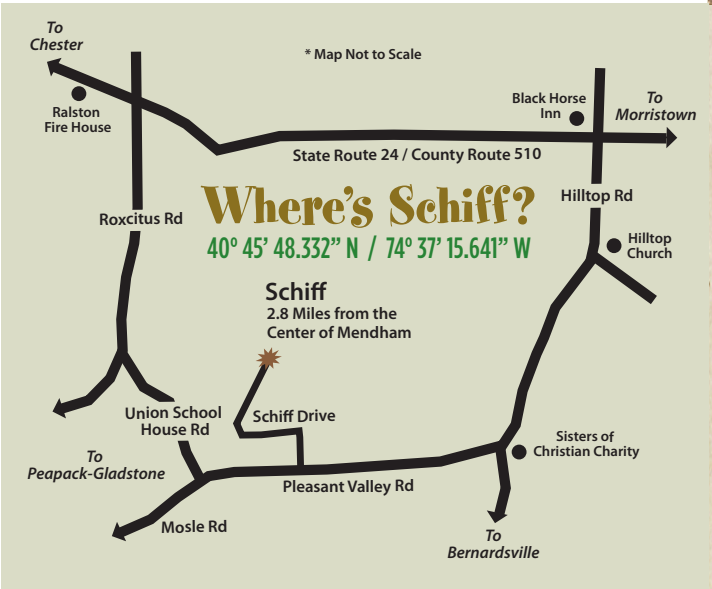 To
Chester
* Map Not to Scale
Ralston
Fire House
Black Horse
Inn
To
Morristown
State Route 24 / County Route 510
Hilltop Rd
Where's Schiff?
Roxcitus Rd
40º 45' 48.332” N / 74º 37' 15.641” W
Hilltop
Church
Schiff
2.8 Miles from the
Center of Mendham
Union School
House Rd
Schiff Drive
Sisters of
Christian Charity
To
Peapack-Gladstone
Pleasant Valley Rd
Mosle Rd
To
Bernardsville